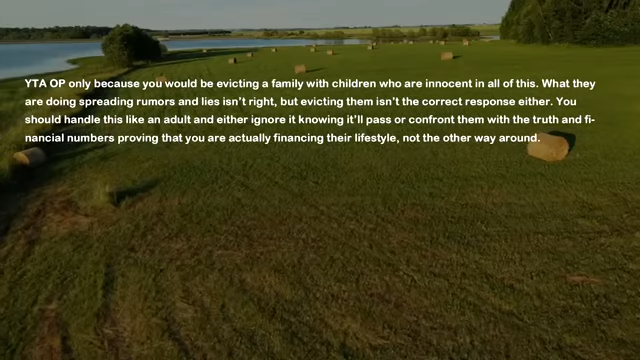 YTA OP only because you would be evicting a family with children who are innocent in all of this. What they
are doing spreading rumors and lies isn't right, but evicting them isn't the correct response either. You
should handle this like an adult and either ignore it knowing it'll pass or confront them with the truth and fi-
nancial numbers proving that you are actually financing their lifestyle, not the other way around.